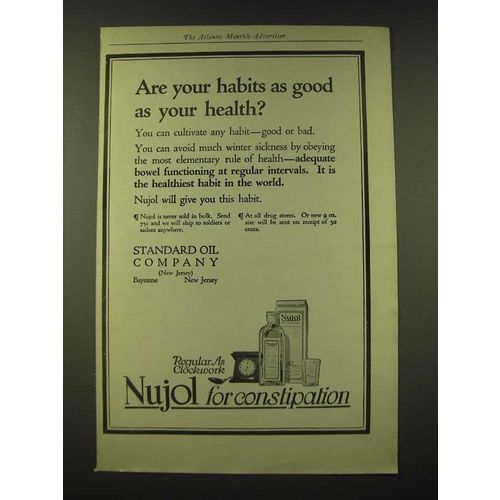 The Atlantic Monthly Advertiser
Are your habits as good
as your health?
You can cultivate any habit—good or bad.
You can avoid much winter sickness by obeying
the most elementary rule of health—adequate
bowel functioning at regular intervals. It is
the healthiest habit in the world.
Nujol will give you this habit.
¶ Nujol is never sold in bulk. Send
75c and we will ship to soldiers or
sailors anywhere.
¶ At all drug stores. Or new 9 oz.
size will be sent on receipt of 50
cents.
STANDARD OIL
COMPANY
(New Jersey)
Bayonne New Jersey
Nujol
Nujol
Regular As
Clockwork
Nujol for constipation